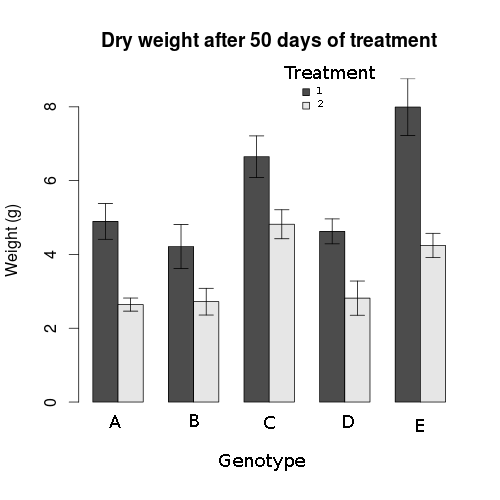 Dry weight after 50 days of treatment
Treatment
1
2
Weight (g)
8
6
4
2
0
A B C D E
Genotype